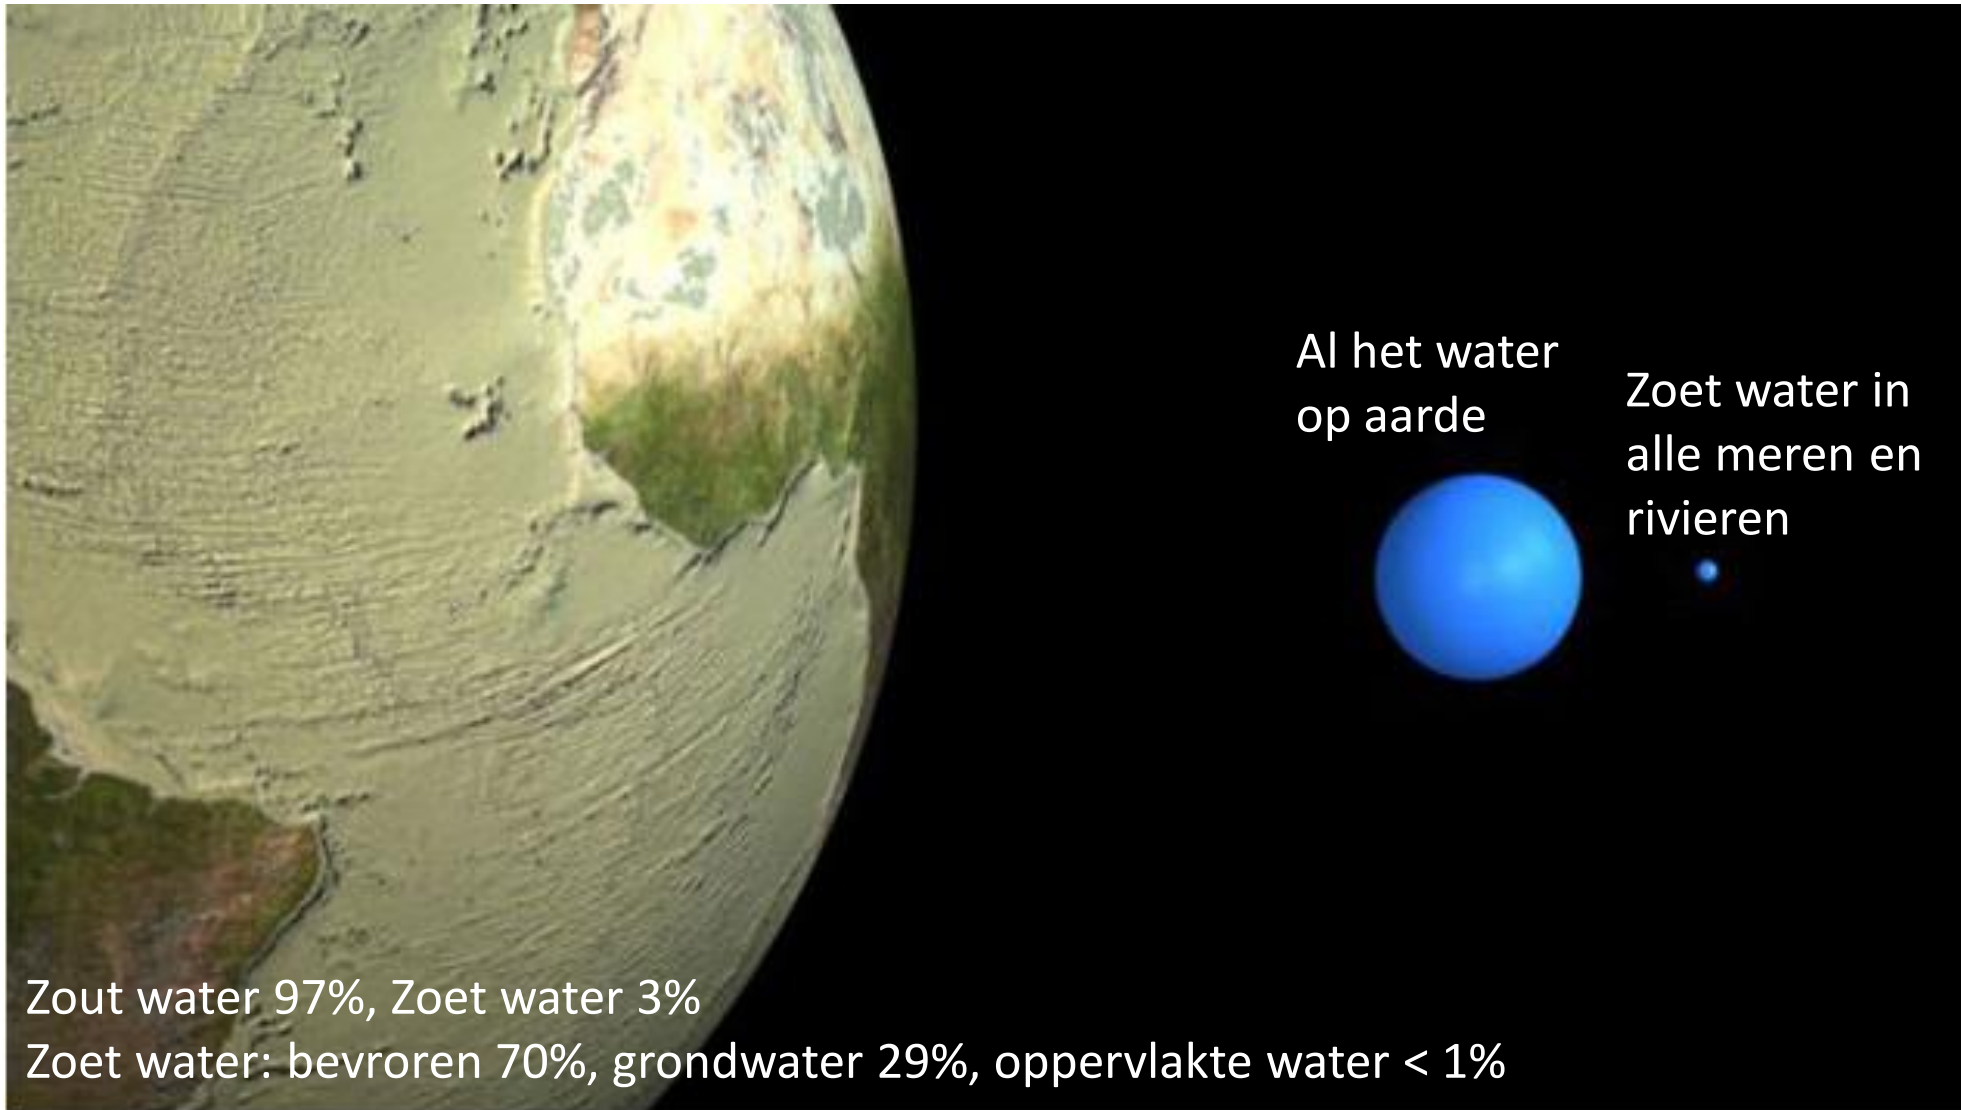 Al het water
op aarde
Zoet water in
alle meren en
rivieren
Zout water 97%, Zoet water 3%
Zoet water: bevroren 70%, grondwater 29%, oppervlakte water < 1%